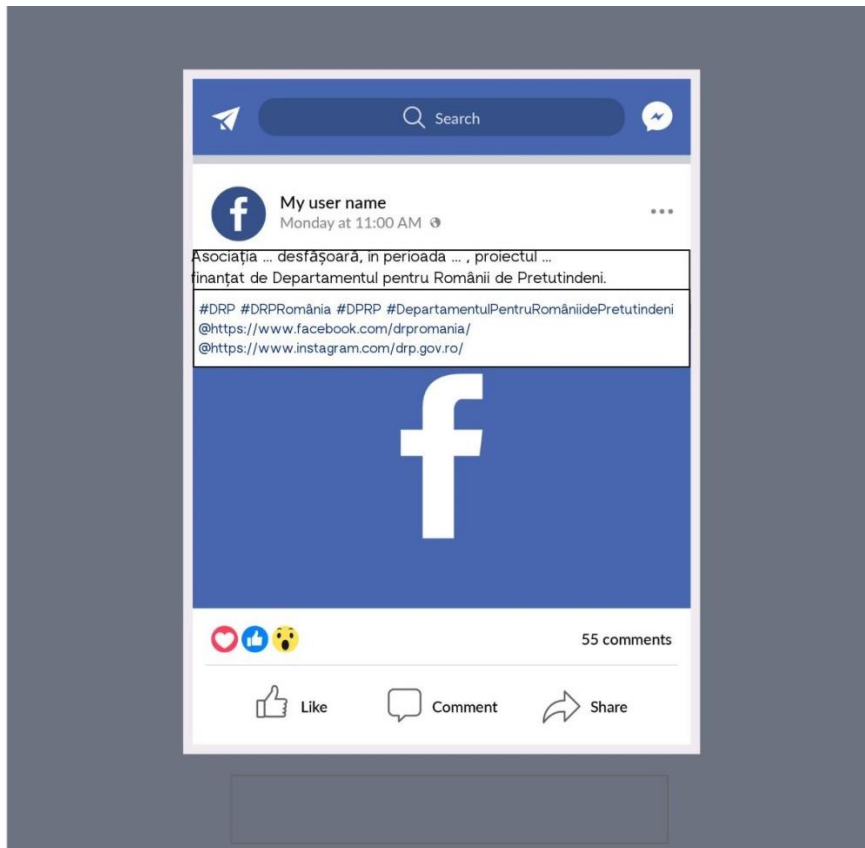 Search
My user name
Monday at 11:00 AM
Asociația ... desfășoară, in perioada ... , proiectul ...
finanțat de Departamentul pentru Românii de Pretutindeni.
#DRP #DRPRomânia #DPRP #DepartamentulPentruRomâniidePretutindeni
@https://www.facebook.com/drpromania/
@https://www.instagram.com/drp.gov.ro/
55 comments
Like Comment Share